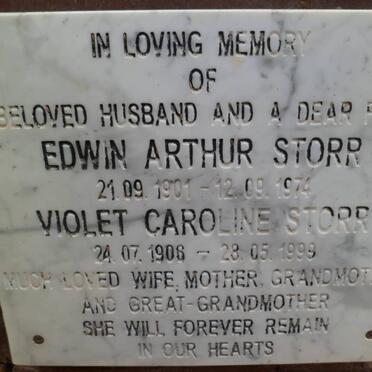 IN LOVING MEMORY
OF
BELOVED HUSBAND AND A DEAR
EDWIN ARTHUR STORR
21.09.1901 - 12.09.1974
VIOLET CAROLINE STORR
24.07.1908 - 28.05.1999
MUCH LOVED WIFE, MOTHER, GRANDMOT
AND GREAT-GRANDMOTHER
SHE WILL FOREVER REMAIN
IN OUR HEARTS